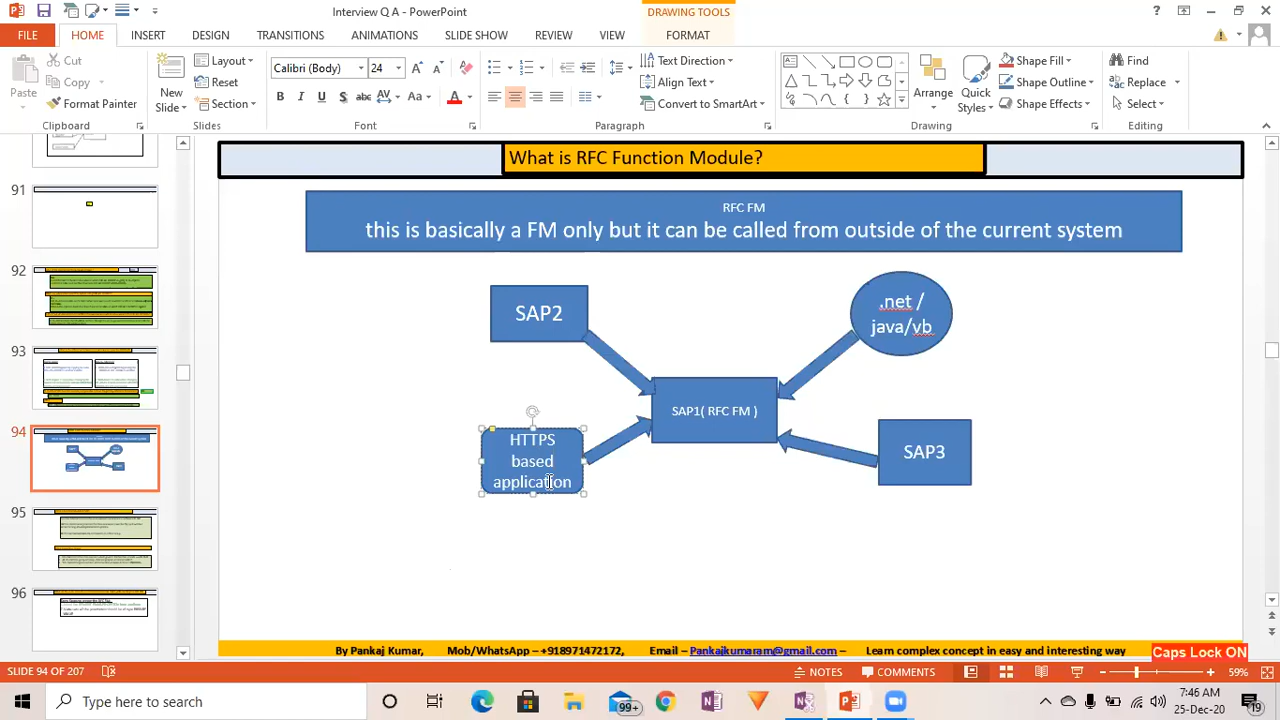 Interview Q A - PowerPoint
DRAWING TOOLS
FILE
HOME
INSERT
DESIGN
TRANSITIONS
ANIMATIONS
SLIDE SHOW
REVIEW
VIEW
FORMAT
Paste
Cut
Copy
Format Painter
Clipboard
New
Slide
Layout
Reset
Section
Slides
Calibri (Body)
24
B I U S abc AV Aa A
Font
Text Direction
Align Text
Convert to SmartArt
Paragraph
Arrange
Quick
Styles
Shape Fill
Shape Outline
Shape Effects
Drawing
Find
Replace
Select
Editing
91
92
93
94
95
96
What is RFC Function Module?
RFC FM
this is basically a FM only but it can be called from outside of the current system
SAP2
.net /
java/vb
SAP1( RFC FM )
HTTPS
based
application
SAP3
By Pankaj Kumar, Mob/WhatsApp – +918971472172, Email – Pankajkumaram@gmail.com – Learn complex concept in easy and interesting way
Caps Lock ON
SLIDE 94 OF 207
NOTES
COMMENTS
59%
Type here to search
99+
7:46 AM
25-Dec-20
19